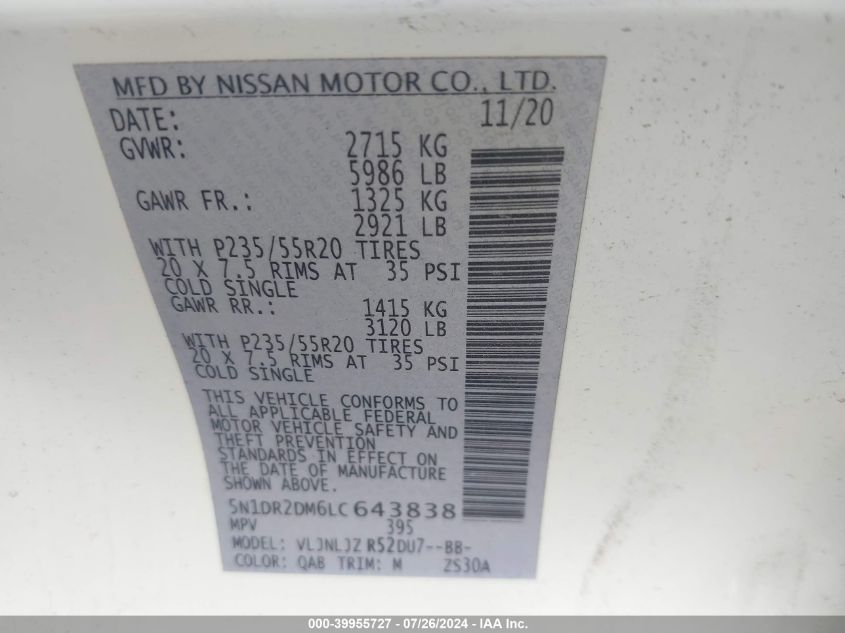 MFD BY NISSAN MOTOR CO., LTD.
DATE: 11/20
GVWR: 2715 KG
5986 LB
GAWR FR.: 1325 KG
2921 LB
WITH P235/55R20 TIRES
20 X 7.5 RIMS AT 35 PSI
COLD SINGLE
GAWR RR.: 1415 KG
3120 LB
WITH P235/55R20 TIRES
20 X 7.5 RIMS AT 35 PSI
COLD SINGLE
THIS VEHICLE CONFORMS TO
ALL APPLICABLE FEDERAL
MOTOR VEHICLE SAFETY AND
THEFT PREVENTION
STANDARDS IN EFFECT ON
THE DATE OF MANUFACTURE
SHOWN ABOVE.
5N1DR2DM6LC643838
MPV 395
MODEL: VLJNLJZ R52DU7--BB-
COLOR: QAB TRIM: M ZS30A
000-39955727 - 07/26/2024 - IAA Inc.